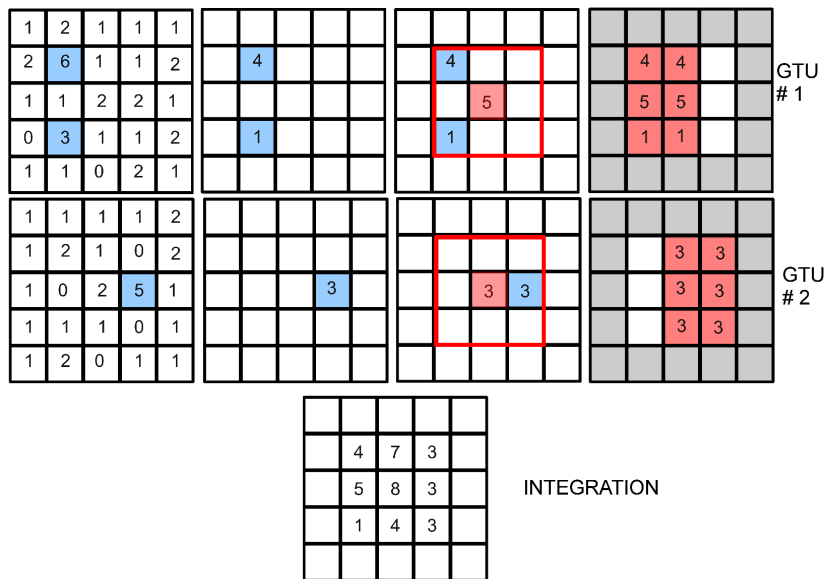 1 2 1 1 1
2 6 1 1 2
1 1 2 2 1
0 3 1 1 2
1 1 0 2 1
4
1
4
5
1
4 4
5 5
1 1
GTU
# 1
1 1 1 1 2
1 2 1 0 2
1 0 2 5 1
1 1 1 0 1
1 2 0 1 1
3
3 3
3 3
3 3
3 3
GTU
# 2
4 7 3
5 8 3
1 4 3
INTEGRATION